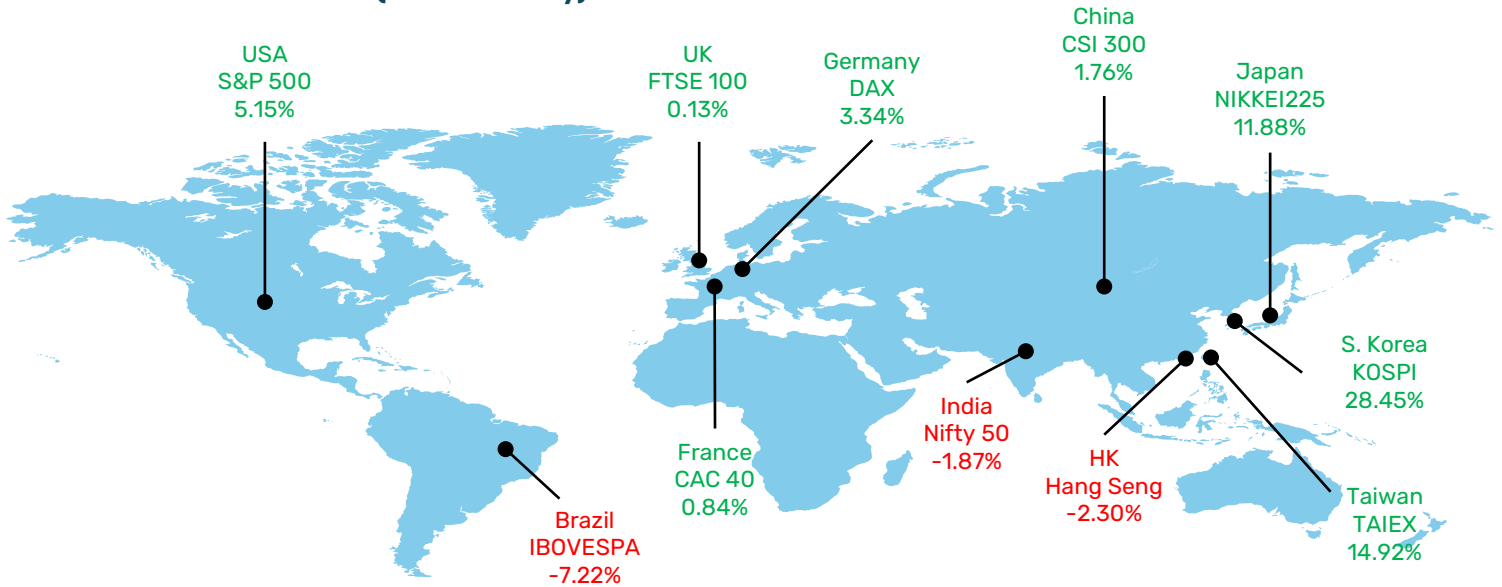 USA
S&P 500
5.15%
UK
FTSE 100
0.13%
Germany
DAX
3.34%
China
CSI 300
1.76%
Japan
NIKKEI225
11.88%
S. Korea
KOSPI
28.45%
India
Nifty 50
-1.87%
HK
Hang Seng
-2.30%
Taiwan
TAIEX
14.92%
France
CAC 40
0.84%
Brazil
IBOVESPA
-7.22%